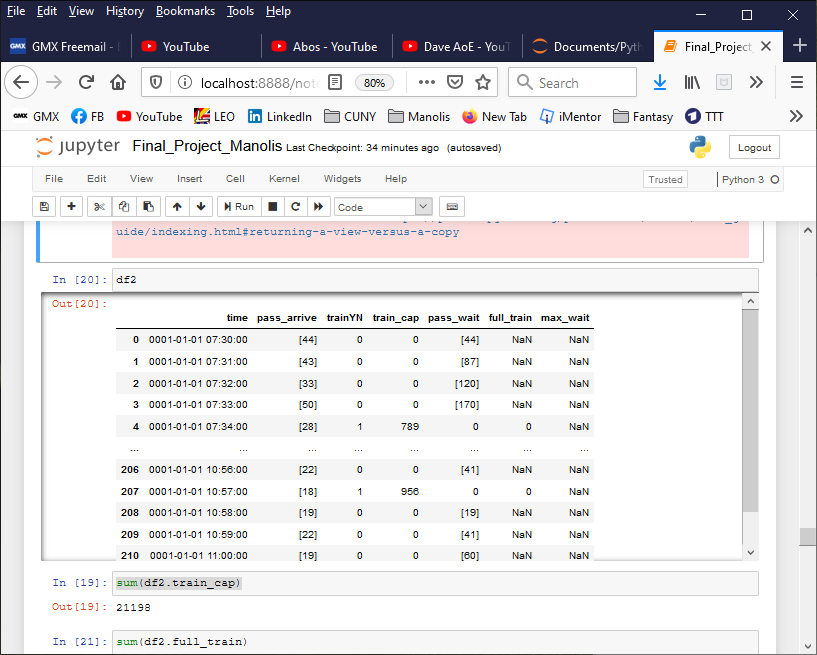 File Edit View History Bookmarks Tools Help
GMX GMX Freemail - E YouTube Abos - YouTube Dave AoE - YouT Documents/Pyth Final_Project_
localhost:8888/note 80% Search
GMX GMX FB YouTube LEO LinkedIn CUNY Manolis New Tab iMentor Fantasy TTT
jupyter Final_Project_Manolis Last Checkpoint: 34 minutes ago (autosaved) Logout
File Edit View Insert Cell Kernel Widgets Help Trusted Python 3
Run Code
uide/indexing.html#returning-a-view-versus-a-copy
In [20]: df2
Out[20]:
time pass_arrive trainYN train_cap pass_wait full_train max_wait
0 0001-01-01 07:30:00 [44] 0 0 [44] NaN NaN
1 0001-01-01 07:31:00 [43] 0 0 [87] NaN NaN
2 0001-01-01 07:32:00 [33] 0 0 [120] NaN NaN
3 0001-01-01 07:33:00 [50] 0 0 [170] NaN NaN
4 0001-01-01 07:34:00 [28] 1 789 0 0 NaN
... ... ... ... ... ... ... ...
206 0001-01-01 10:56:00 [22] 0 0 [41] NaN NaN
207 0001-01-01 10:57:00 [18] 1 956 0 0 NaN
208 0001-01-01 10:58:00 [19] 0 0 [19] NaN NaN
209 0001-01-01 10:59:00 [22] 0 0 [41] NaN NaN
210 0001-01-01 11:00:00 [19] 0 0 [60] NaN NaN
In [19]: sum(df2.train_cap)
Out[19]: 21198
In [21]: sum(df2.full_train)